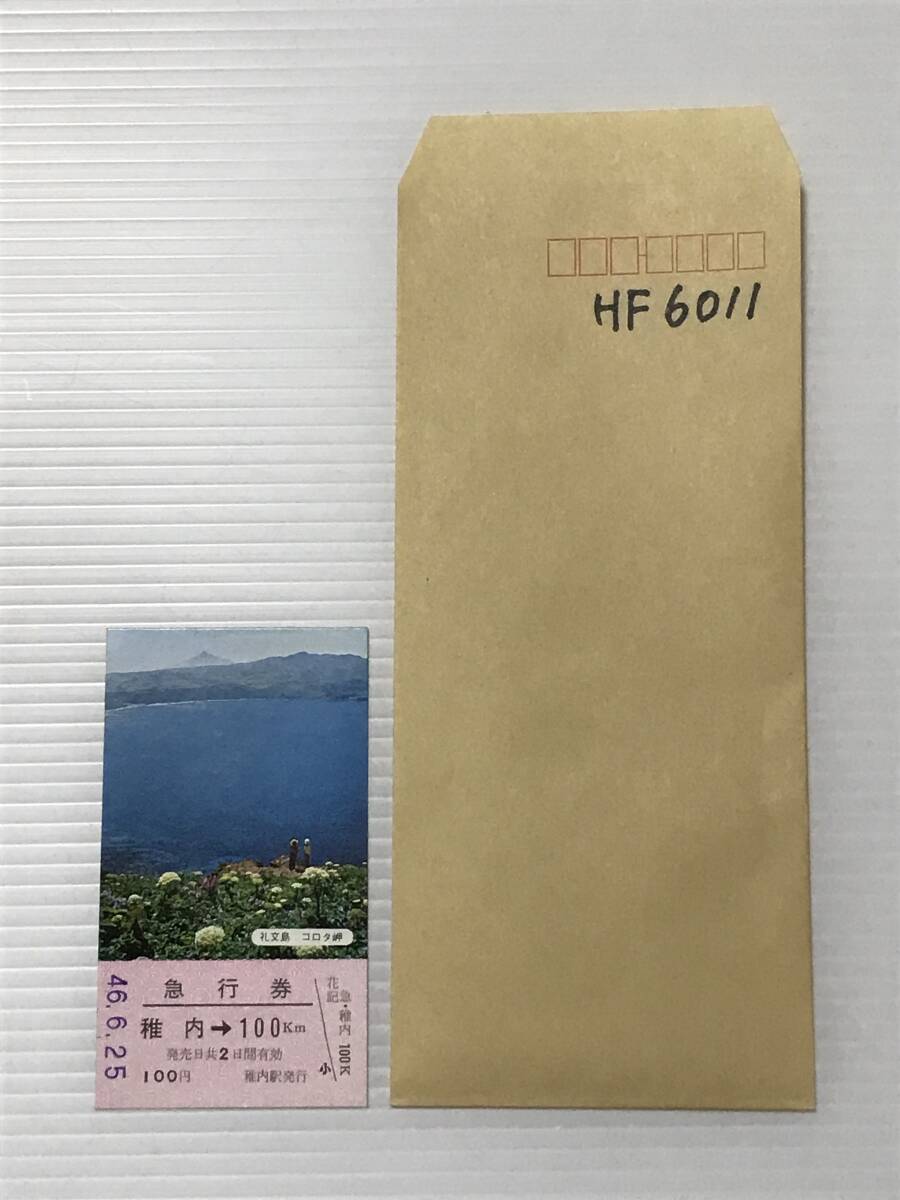 HF 6011
礼文島 コロタ岬
急行券
稚内→100Km
発売日共2日間有効
100円 稚内駅発行
46.6.25
花記
急・稚内 100K
小